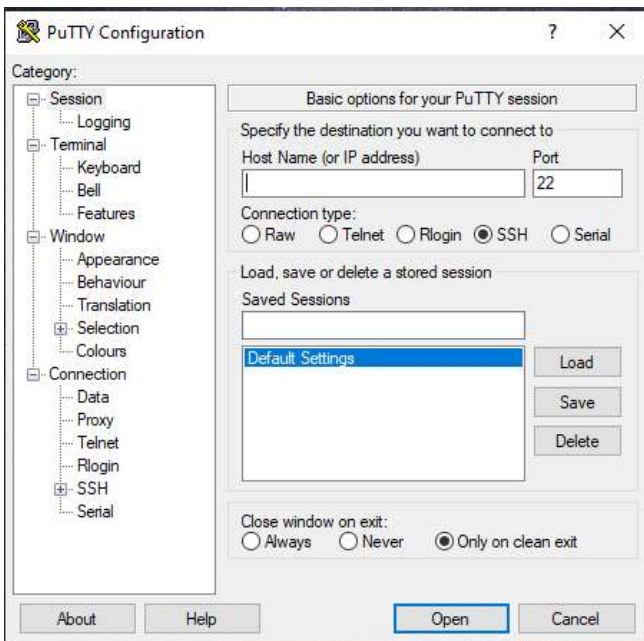 PuTTY Configuration ? ×
Category:
Session
Logging
Terminal
Keyboard
Bell
Features
Window
Appearance
Behaviour
Translation
Selection
Colours
Connection
Data
Proxy
Telnet
Rlogin
SSH
Serial
Basic options for your PuTTY session
Specify the destination you want to connect to
Host Name (or IP address) Port
22
Connection type:
Raw Telnet Rlogin SSH Serial
Load, save or delete a stored session
Saved Sessions
Default Settings
Load
Save
Delete
Close window on exit:
Always Never Only on clean exit
About Help Open Cancel